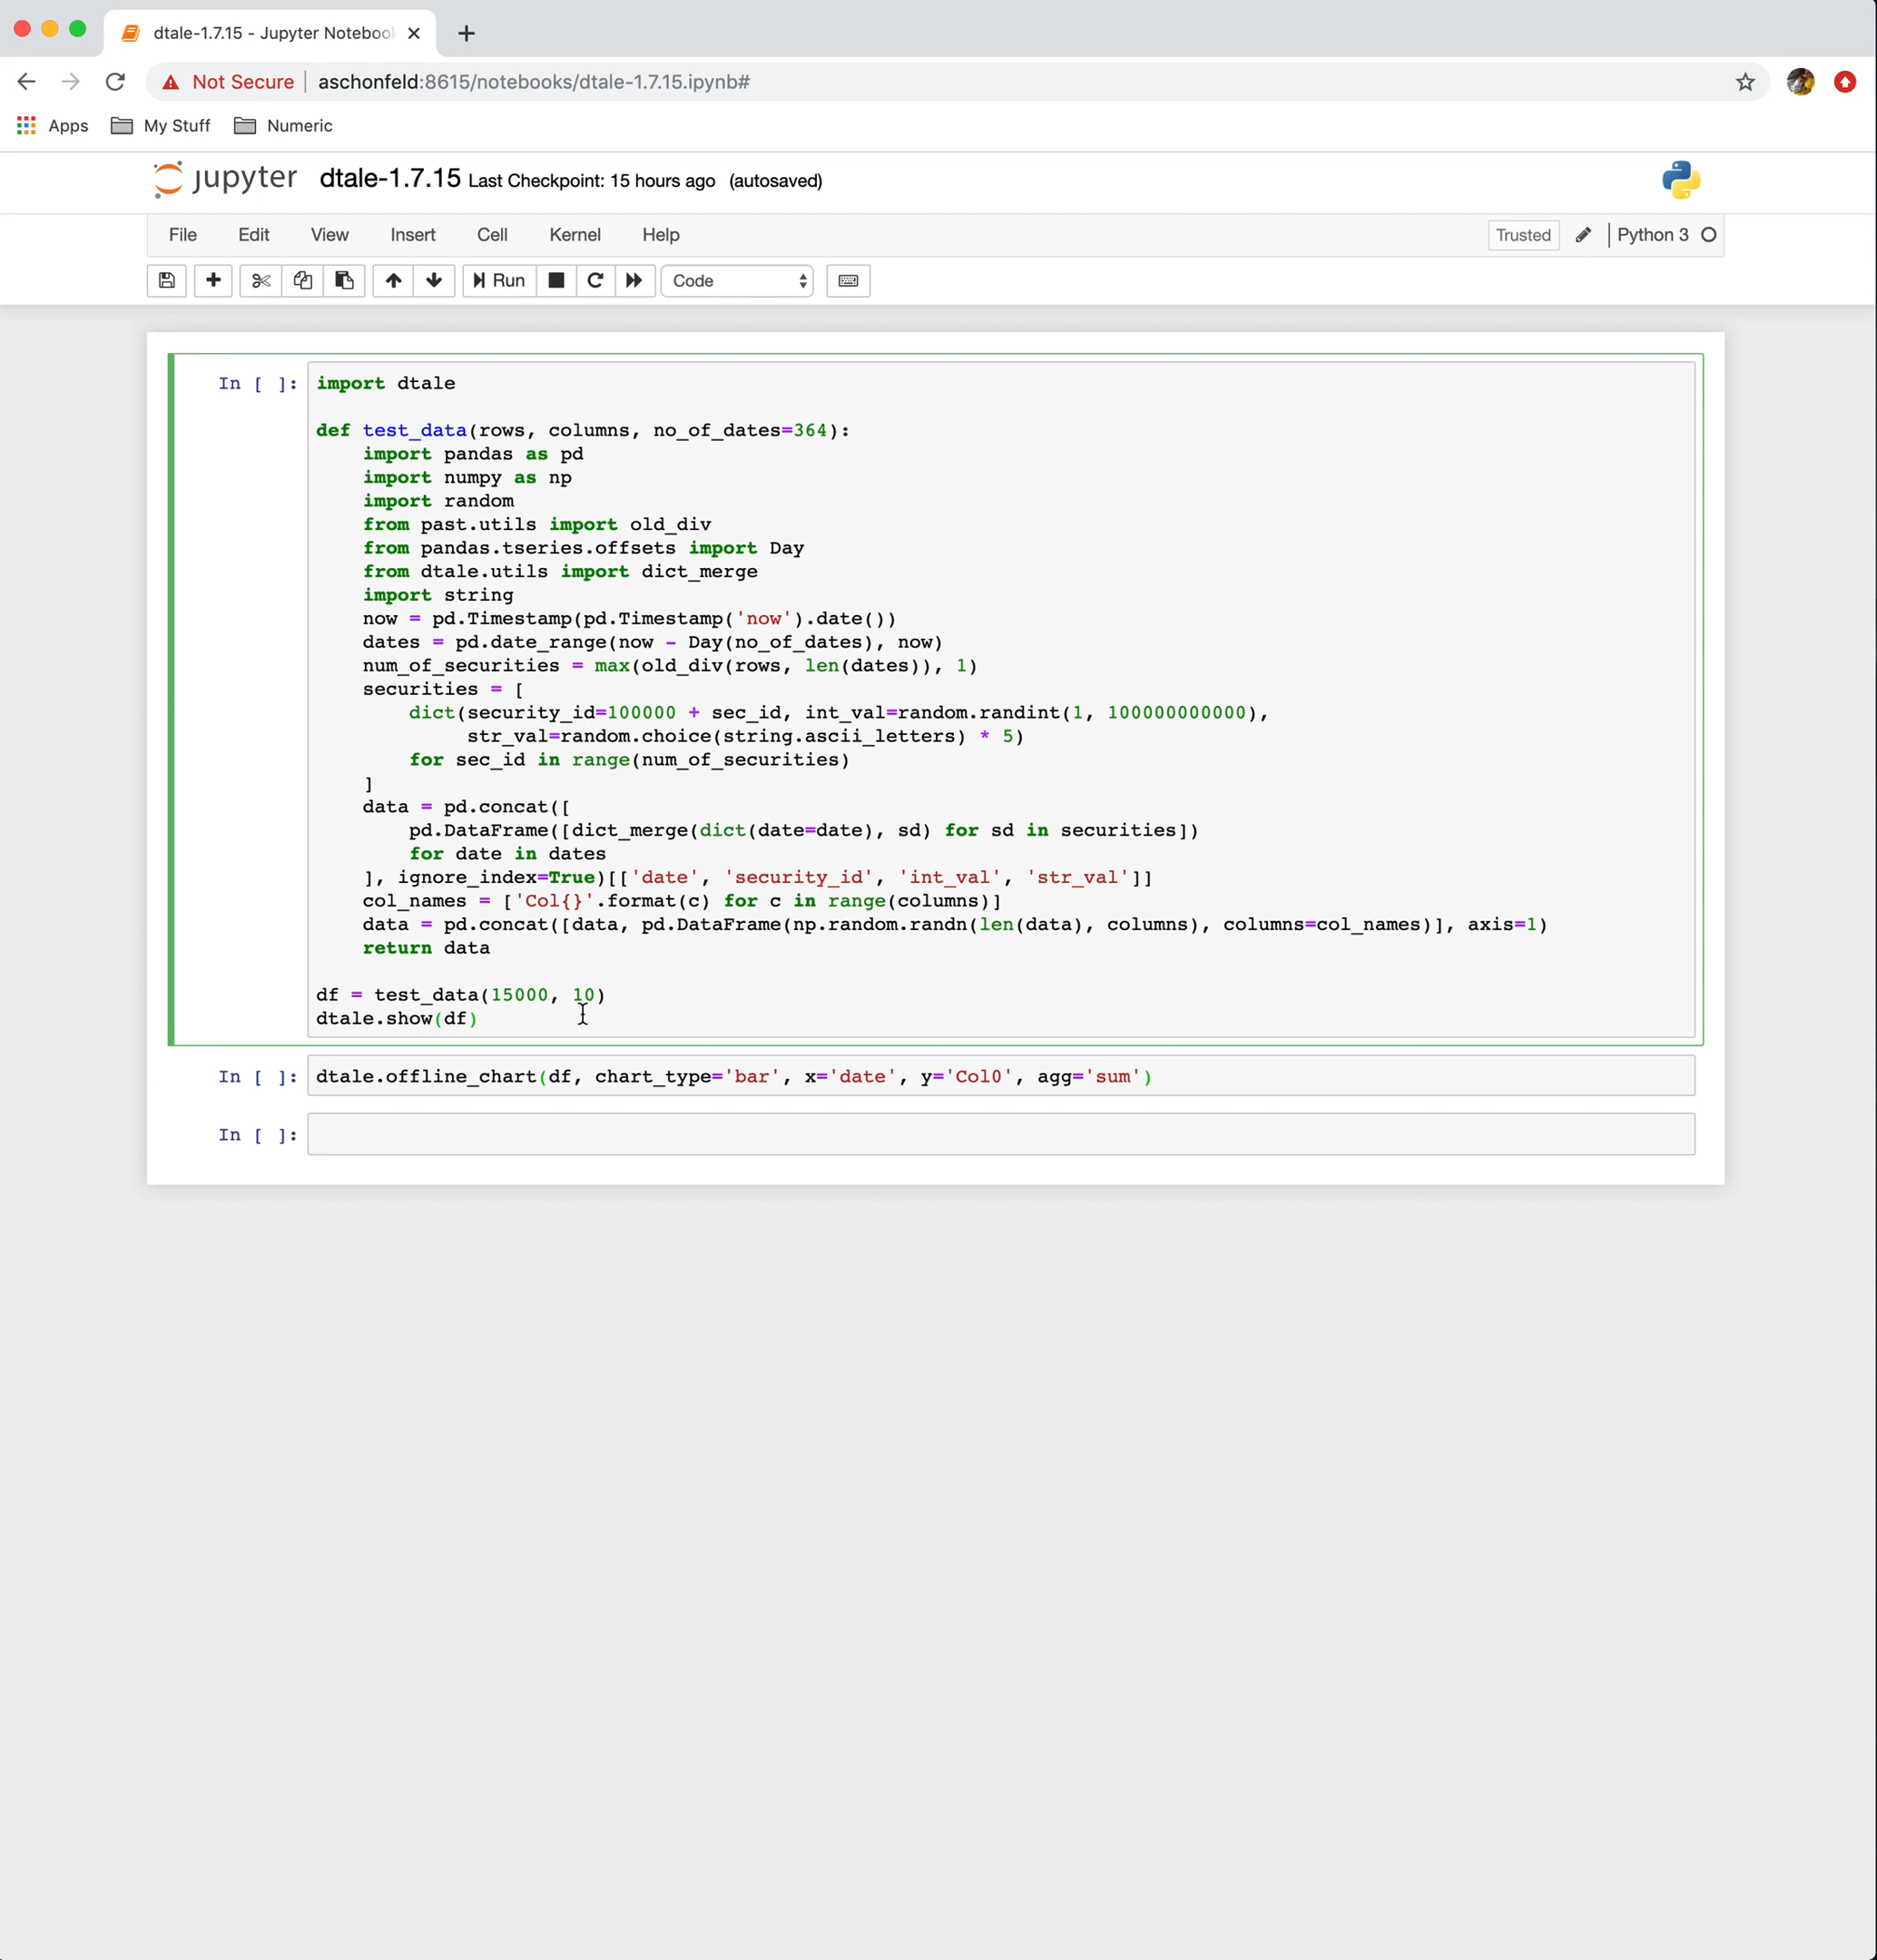 dtale-1.7.15 - Jupyter Noteboo
Not Secure | aschonfeld:8615/notebooks/dtale-1.7.15.ipynb#
Apps My Stuff Numeric
jupyter dtale-1.7.15 Last Checkpoint: 15 hours ago (autosaved)
File Edit View Insert Cell Kernel Help Trusted Python 3
Run Code
In [ ]: import dtale
def test_data(rows, columns, no_of_dates=364):
    import pandas as pd
    import numpy as np
    import random
    from past.utils import old_div
    from pandas.tseries.offsets import Day
    from dtale.utils import dict_merge
    import string
    now = pd.Timestamp(pd.Timestamp('now').date())
    dates = pd.date_range(now - Day(no_of_dates), now)
    num_of_securities = max(old_div(rows, len(dates)), 1)
    securities = [
        dict(security_id=100000 + sec_id, int_val=random.randint(1, 100000000000),
             str_val=random.choice(string.ascii_letters) * 5)
        for sec_id in range(num_of_securities)
    ]
    data = pd.concat([
        pd.DataFrame([dict_merge(dict(date=date), sd) for sd in securities])
        for date in dates
    ], ignore_index=True)[['date', 'security_id', 'int_val', 'str_val']]
    col_names = ['Col{}'.format(c) for c in range(columns)]
    data = pd.concat([data, pd.DataFrame(np.random.randn(len(data), columns), columns=col_names)], axis=1)
    return data
df = test_data(15000, 10)
dtale.show(df)
In [ ]: dtale.offline_chart(df, chart_type='bar', x='date', y='Col0', agg='sum')
In [ ]: